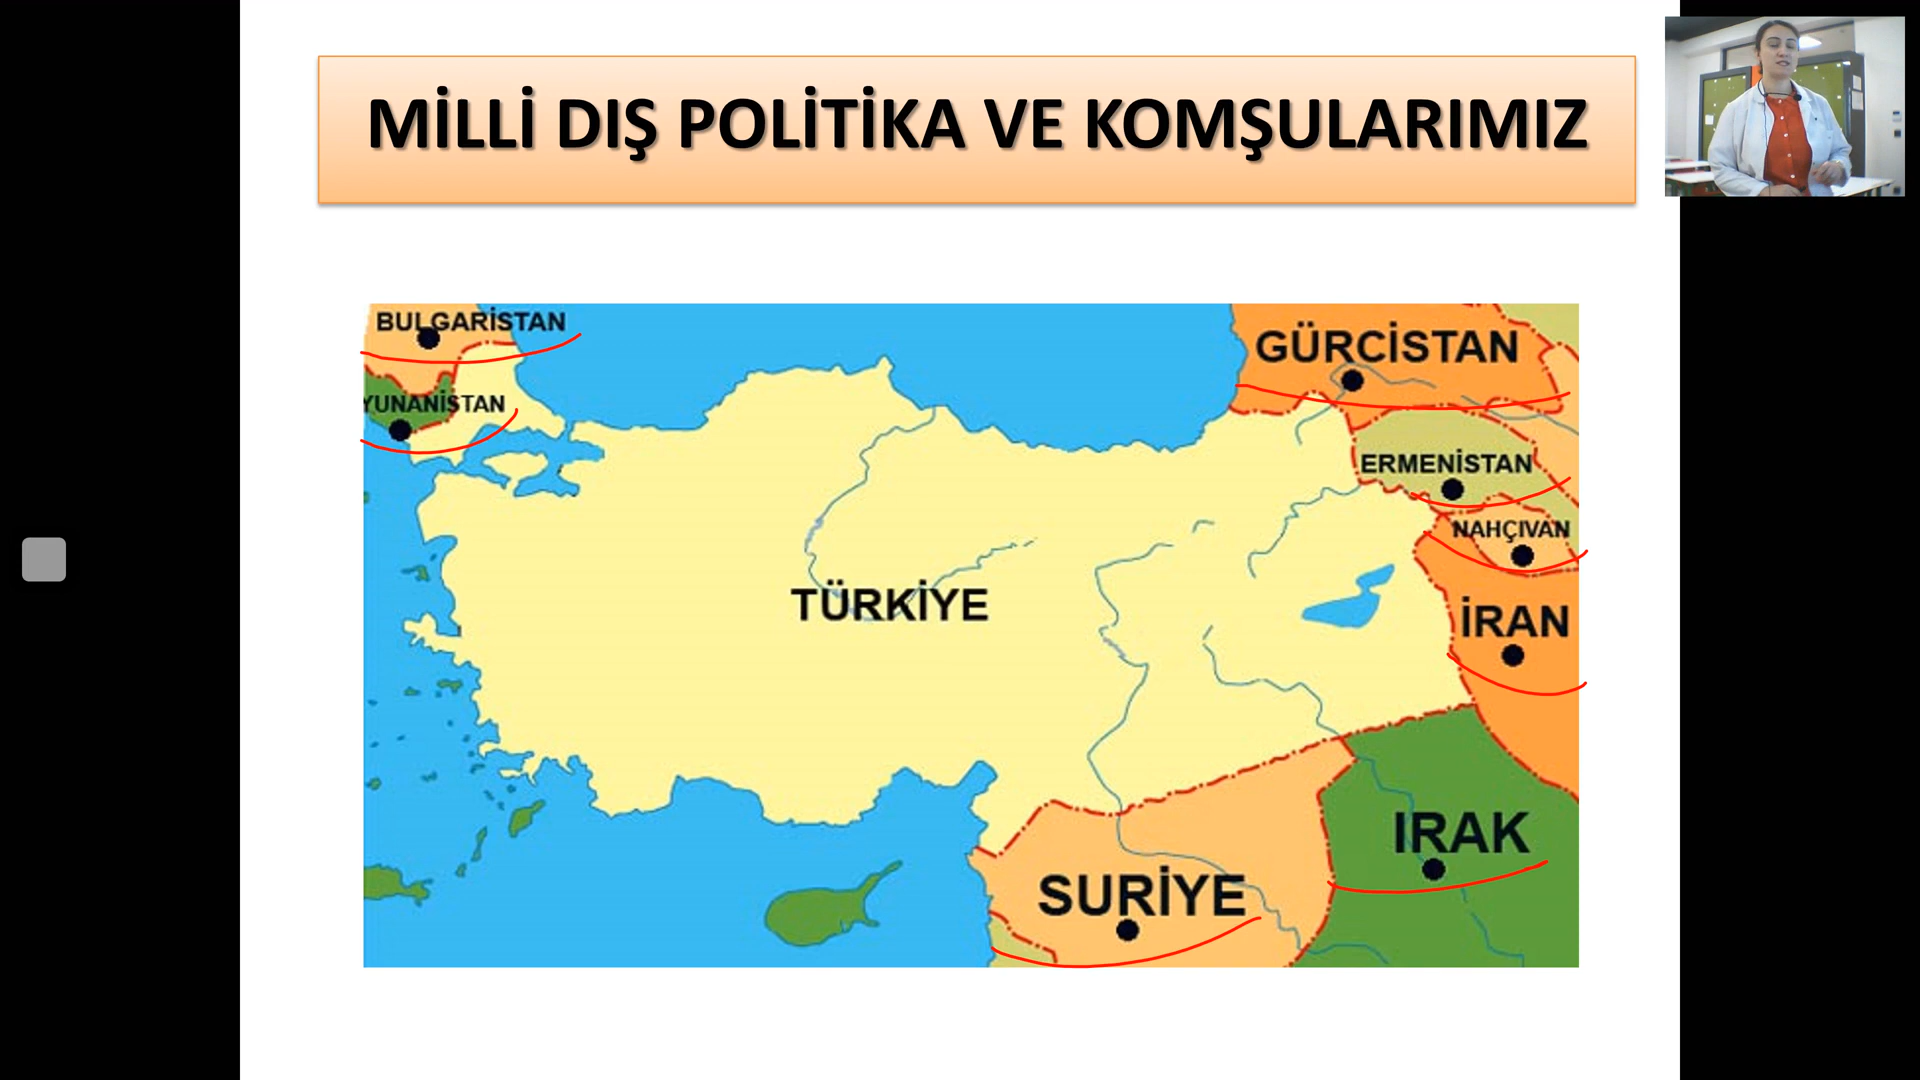 MİLLİ DIŞ POLİTİKA VE KOMŞULARIMIZ
BULGARİSTAN
GÜRCİSTAN
YUNANİSTAN
ERMENİSTAN
NAHÇIVAN
TÜRKİYE
İRAN
IRAK
SURİYE